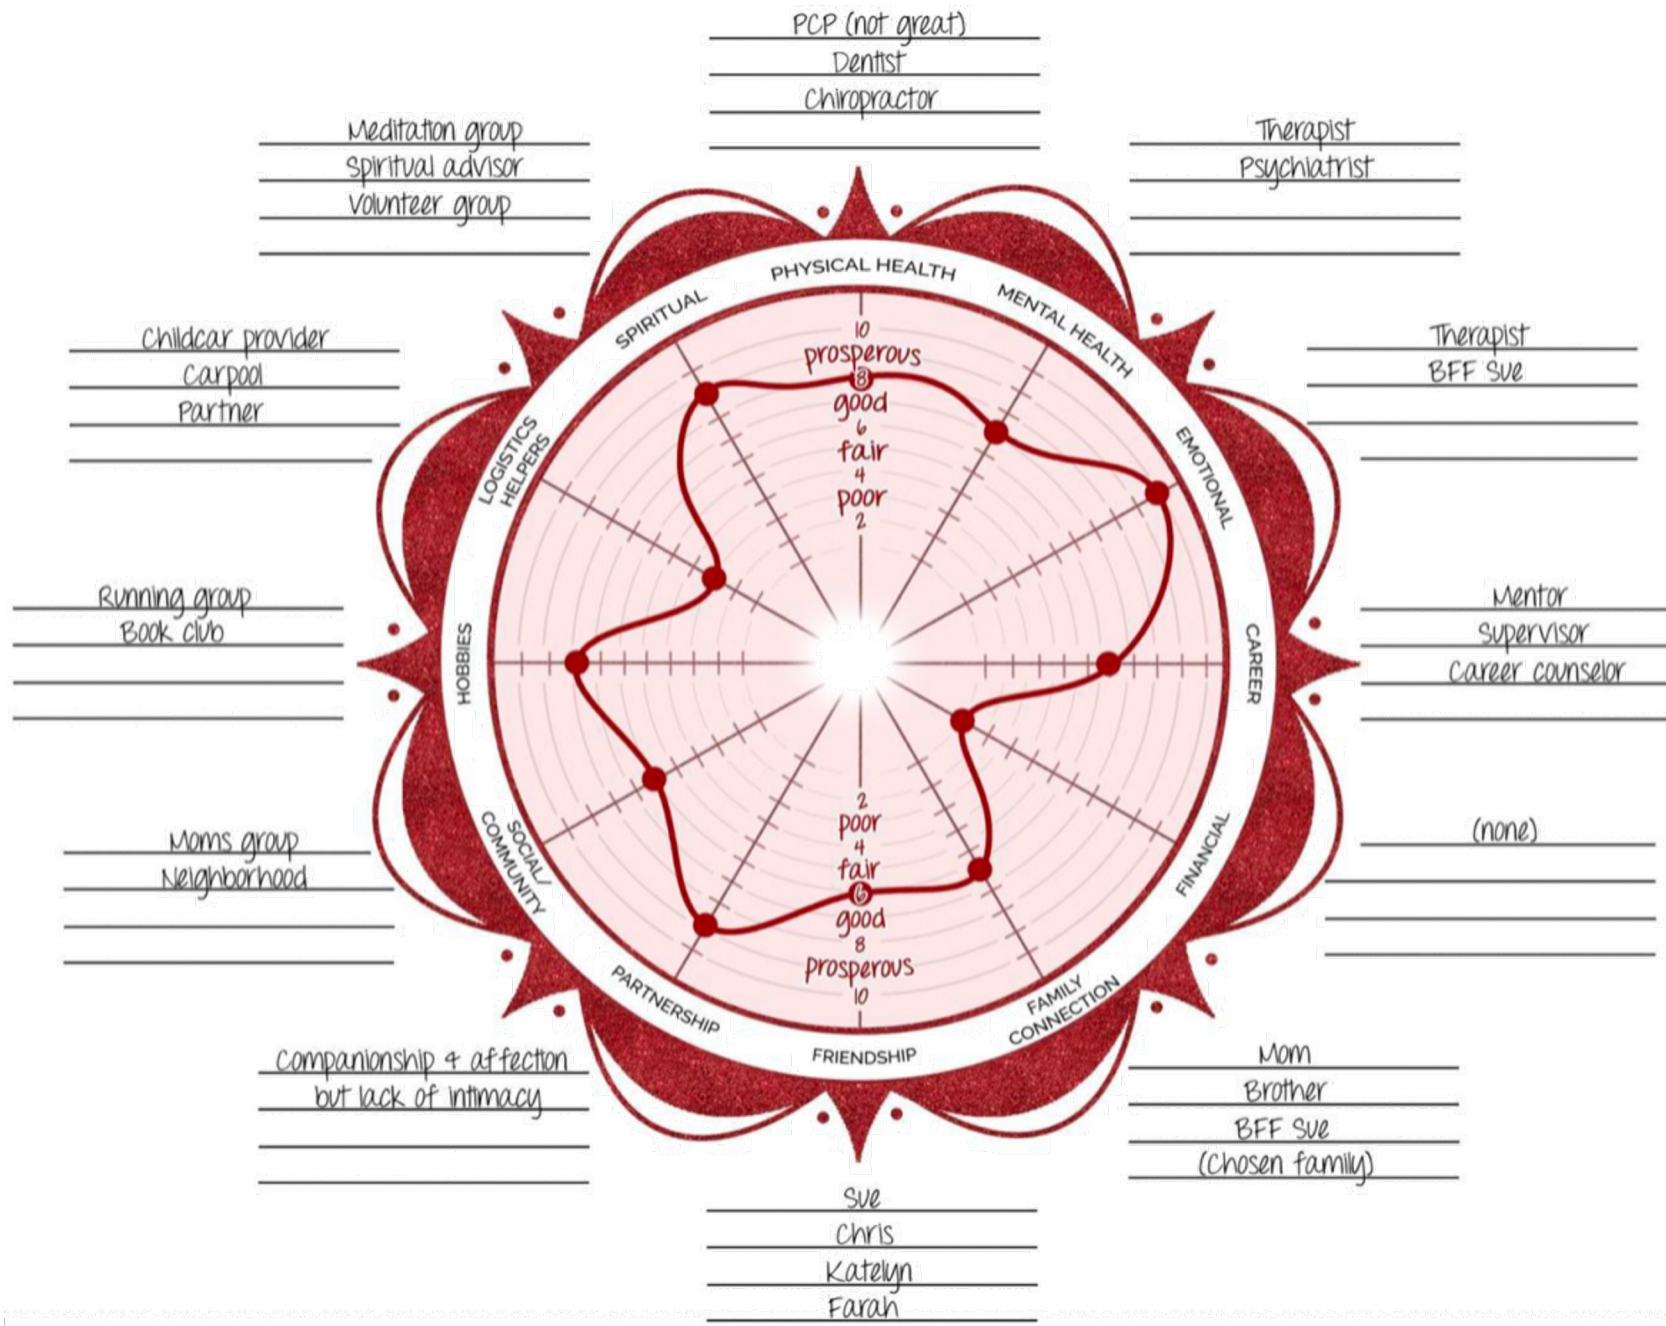 PCP (not great)
Dentist
Chiropractor
Meditation group
Spiritual advisor
Volunteer group
Therapist
Psychiatrist
Childcar provider
Carpool
Partner
Therapist
BFF Sue
Running group
Book club
Mentor
Supervisor
Career counselor
Moms group
Neighborhood
(none)
Companionship & affection
but lack of intimacy
Mom
Brother
BFF Sue
(Chosen family)
Sue
Chris
Katelyn
Farah
PHYSICAL HEALTH
MENTAL HEALTH
EMOTIONAL
CAREER
FINANCIAL
FAMILY
CONNECTION
FRIENDSHIP
PARTNERSHIP
SOCIAL/
COMMUNITY
HOBBIES
LOGISTICS
HELPERS
SPIRITUAL
10
prosperous
8
good
6
fair
4
poor
2
2
poor
4
fair
6
good
8
prosperous
10